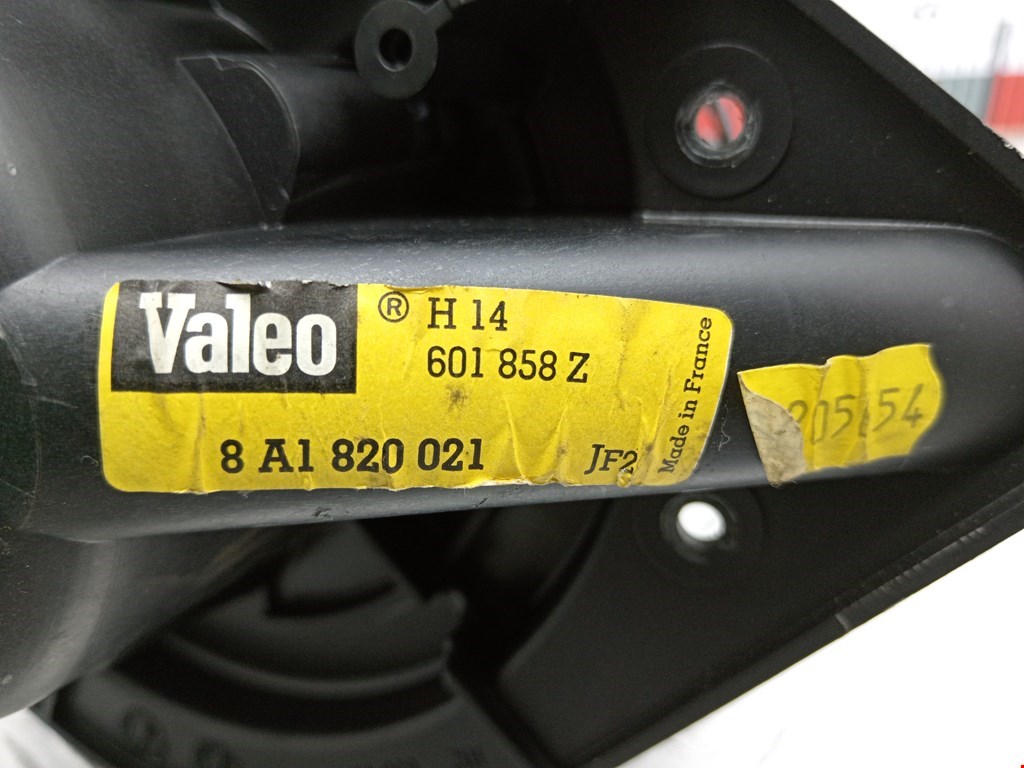 Valeo
® H 14
601 858 Z
8 A1 820 021
JF2
Made in France